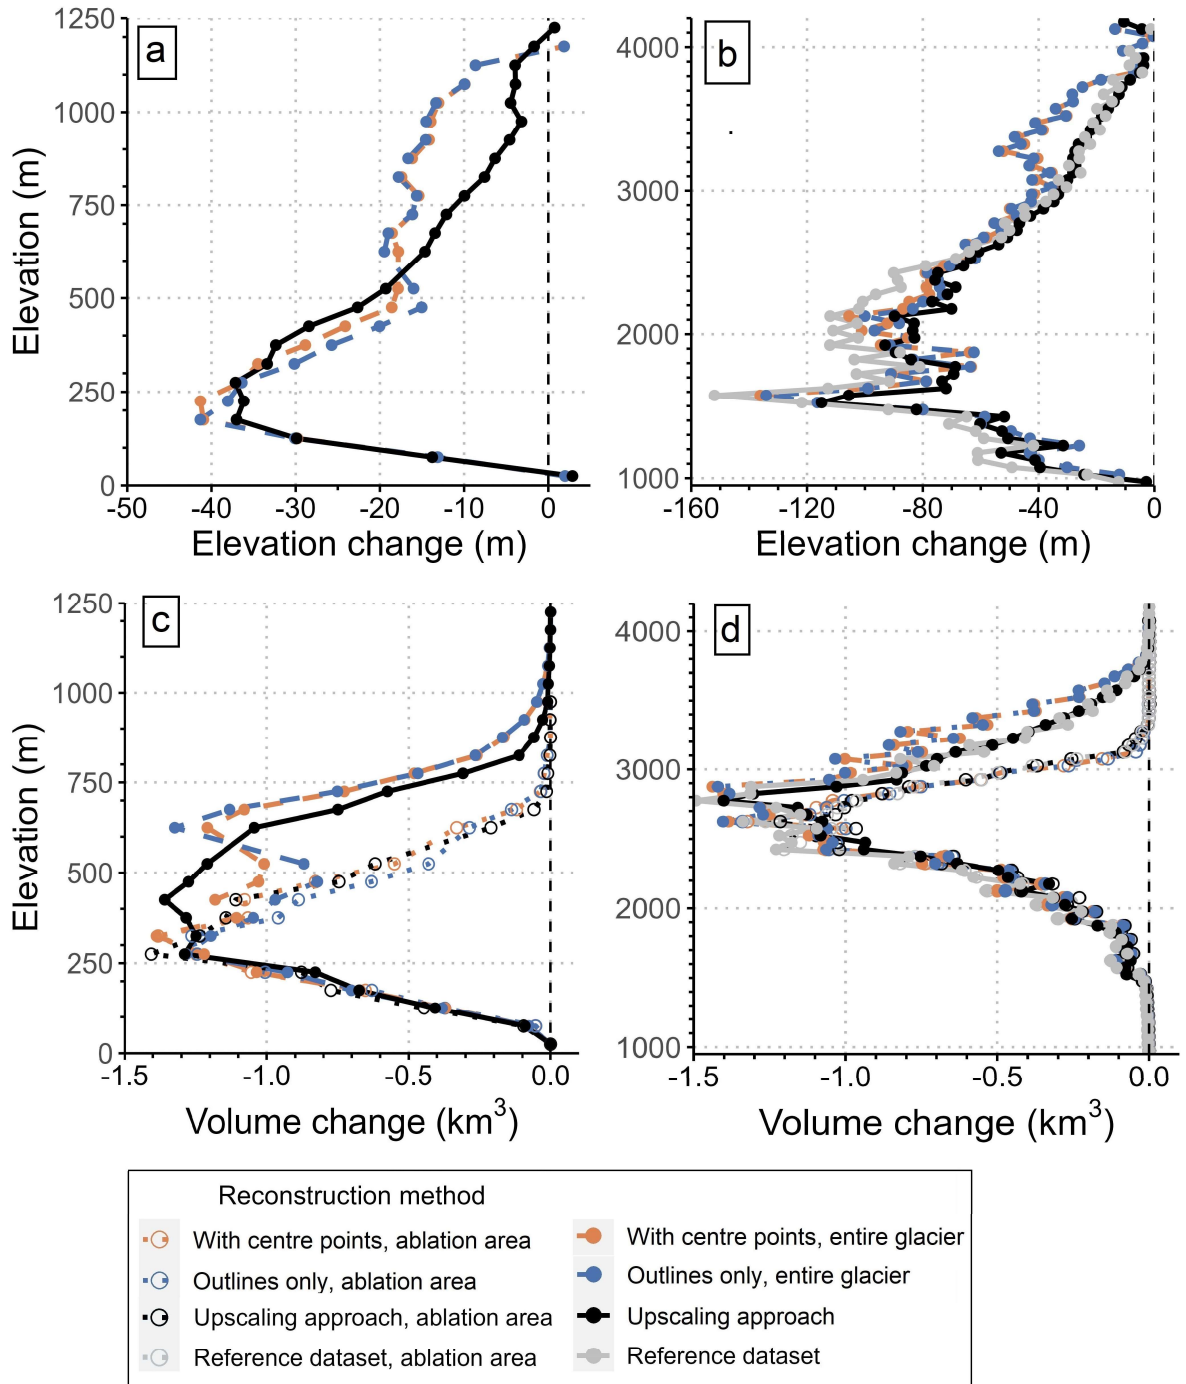 a
1250
1000
750
500
250
0
Elevation (m)
-50
-40
-30
-20
-10
0
Elevation change (m)
b
4000
3000
2000
1000
-160
-120
-80
-40
0
Elevation change (m)
c
1250
1000
750
500
250
0
Elevation (m)
-1.5
-1.0
-0.5
0.0
Volume change (km³)
d
4000
3000
2000
1000
-1.5
-1.0
-0.5
0.0
Volume change (km³)
Reconstruction method
With centre points, ablation area
Outlines only, ablation area
Upscaling approach, ablation area
Reference dataset, ablation area
With centre points, entire glacier
Outlines only, entire glacier
Upscaling approach
Reference dataset